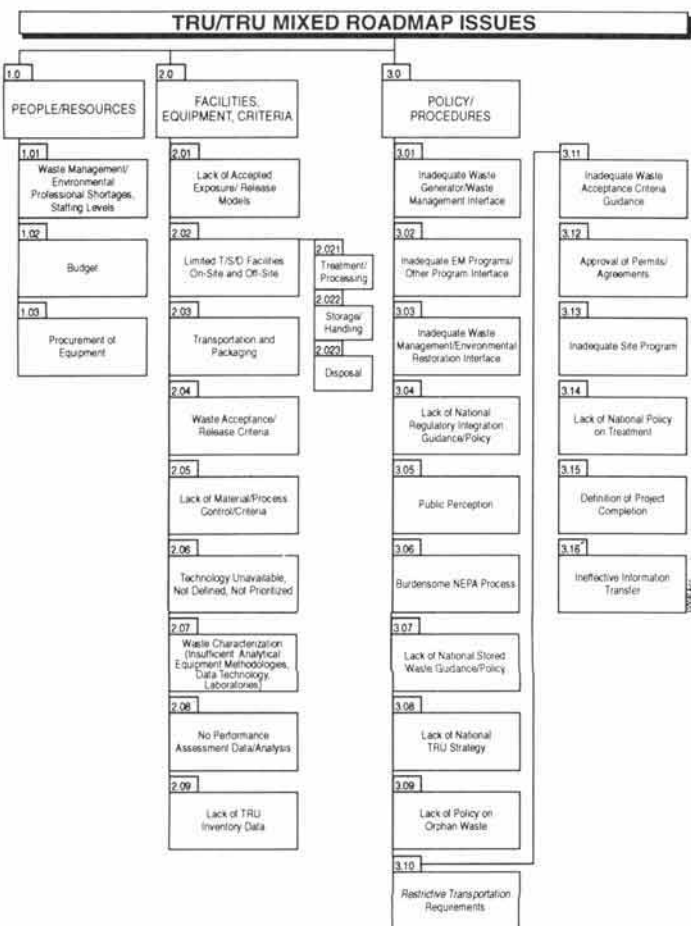 TRU/TRU MIXED ROADMAP ISSUES
1.0
PEOPLE/RESOURCES
1.01
Waste Management/
Environmental
Professional Shortages,
Staffing Levels
1.02
Budget
1.03
Procurement of
Equipment
2.0
FACILITIES,
EQUIPMENT, CRITERIA
2.01
Lack of Accepted
Exposure/ Release
Models
2.02
Limited T/S/D Facilities
On-Site and Off-Site
2.021
Treatment/
Processing
2.022
Storage/
Handling
2.023
Disposal
2.03
Transportation and
Packaging
2.04
Waste Acceptance/
Release Criteria
2.05
Lack of Material/Process
Control/Criteria
2.06
Technology Unavailable,
Not Defined, Not Prioritized
2.07
Waste Characterization
(Insufficient Analytical
Equipment Methodologies,
Data Technology,
Laboratories)
2.08
No Performance
Assessment Data/Analysis
2.09
Lack of TRU
Inventory Data
3.0
POLICY/
PROCEDURES
3.01
Inadequate Waste
Generator/Waste
Management Interface
3.02
Inadequate EM Programs/
Other Program Interface
3.03
Inadequate Waste
Management/Environmental
Restoration Interface
3.04
Lack of National
Regulatory Integration
Guidance/Policy
3.05
Public Perception
3.06
Burdensome NEPA Process
3.07
Lack of National Stored
Waste Guidance/Policy
3.08
Lack of National
TRU Strategy
3.09
Lack of Policy on
Orphan Waste
3.10
Restrictive Transportation
Requirements
3.11
Inadequate Waste
Acceptance Criteria
Guidance
3.12
Approval of Permits/
Agreements
3.13
Inadequate Site Program
3.14
Lack of National Policy
on Treatment
3.15
Definition of Project
Completion
3.16
Ineffective Information
Transfer